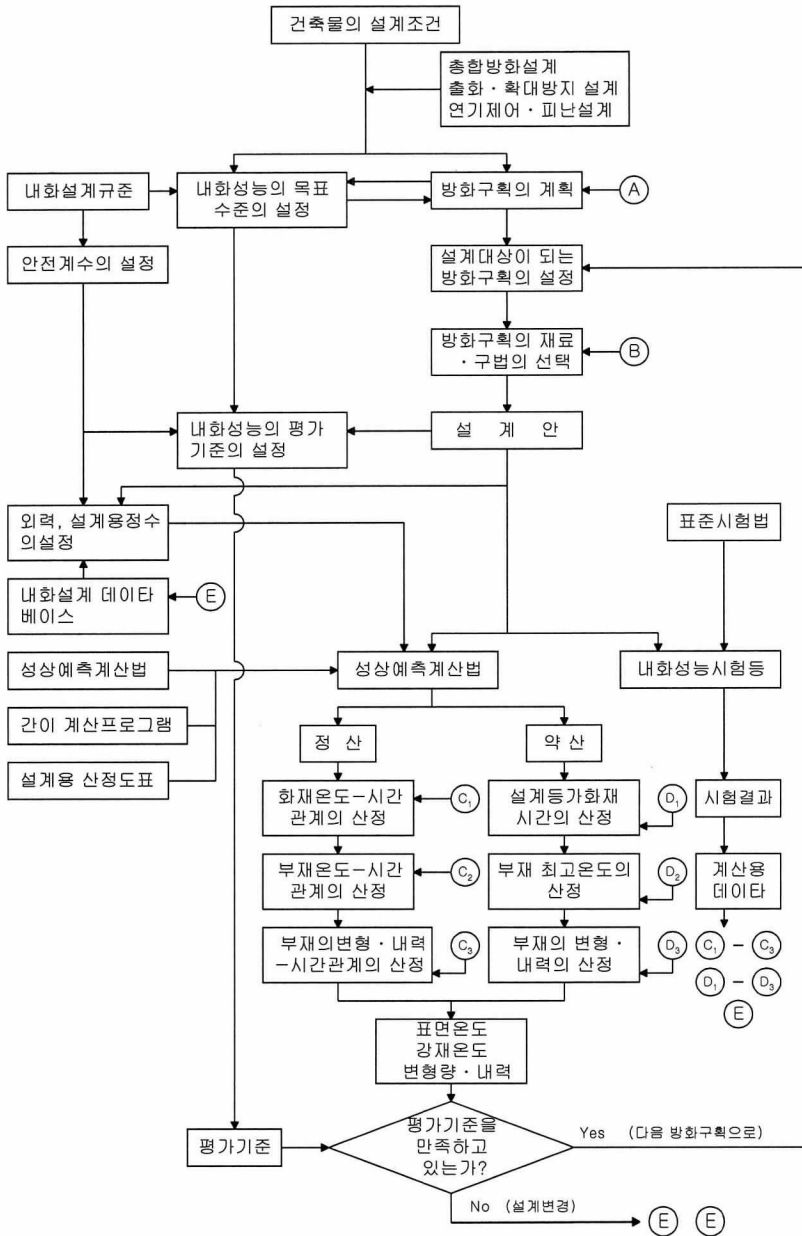 건축물의 설계조건
총합방화설계
출화・확대방지 설계
연기제어・피난설계
내화설계규준
내화성능의 목표
수준의 설정
방화구획의 계획
A
안전계수의 설정
설계대상이 되는
방화구획의 설정
방화구획의 재료
・구법의 선택
B
내화성능의 평가
기준의 설정
설 계 안
외력, 설계용정수
의설정
표준시험법
내화설계 데이타
베이스
E
성상예측계산법
성상예측계산법
내화성능시험등
간이 계산프로그램
정 산
약 산
설계용 산정도표
화재온도−시간
관계의 산정
C₁
설계등가화재
시간의 산정
D₁
시험결과
부재온도−시간
관계의 산정
C₂
부재 최고온도의
산정
D₂
계산용
데이타
부재의변형・내력
−시간관계의 산정
C₃
부재의 변형・
내력의 산정
D₃
C₁ − C₃
D₁ − D₃
E
표면온도
강재온도
변형량・내력
평가기준
평가기준을
만족하고
있는가?
Yes (다음 방화구획으로)
No (설계변경)
E E